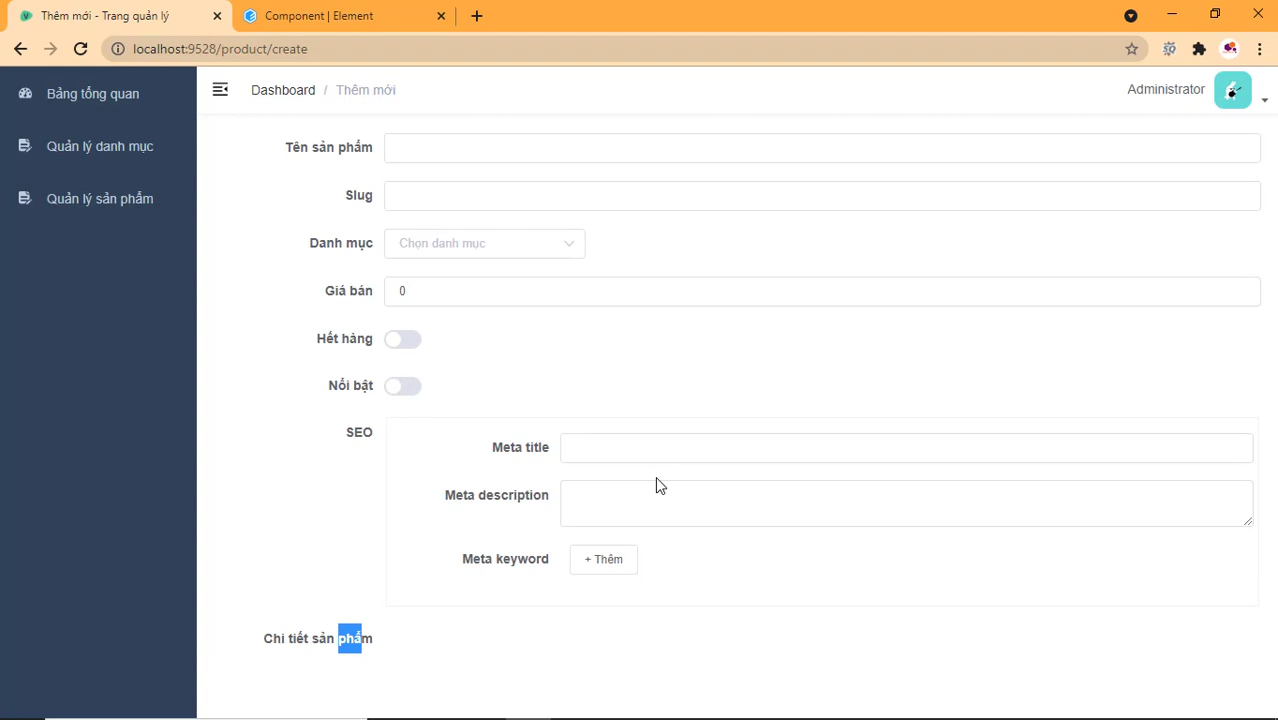 Thêm mới - Trang quản lý
Component | Element
localhost:9528/product/create
Bảng tổng quan
Dashboard / Thêm mới
Administrator
Quản lý danh mục
Quản lý sản phẩm
Tên sản phẩm
Slug
Danh mục
Chọn danh mục
Giá bán
0
Hết hàng
Nổi bật
SEO
Meta title
Meta description
Meta keyword
+ Thêm
Chi tiết sản phẩm